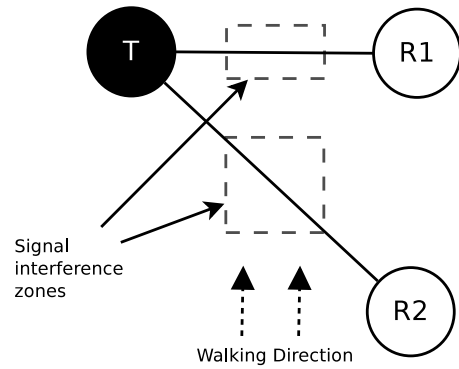 T
R1
Signal
interference
zones
R2
Walking Direction